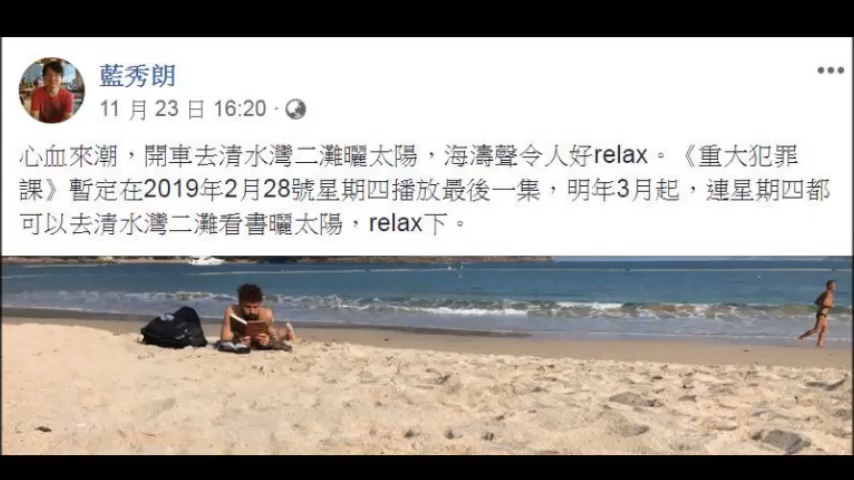 藍秀朗
11 月 23 日 16:20 ·
心血來潮，開車去清水灣二灘曬太陽，海濤聲令人好relax。《重大犯罪
課》暫定在2019年2月28號星期四播放最後一集，明年3月起，連星期四都
可以去清水灣二灘看書曬太陽，relax下。